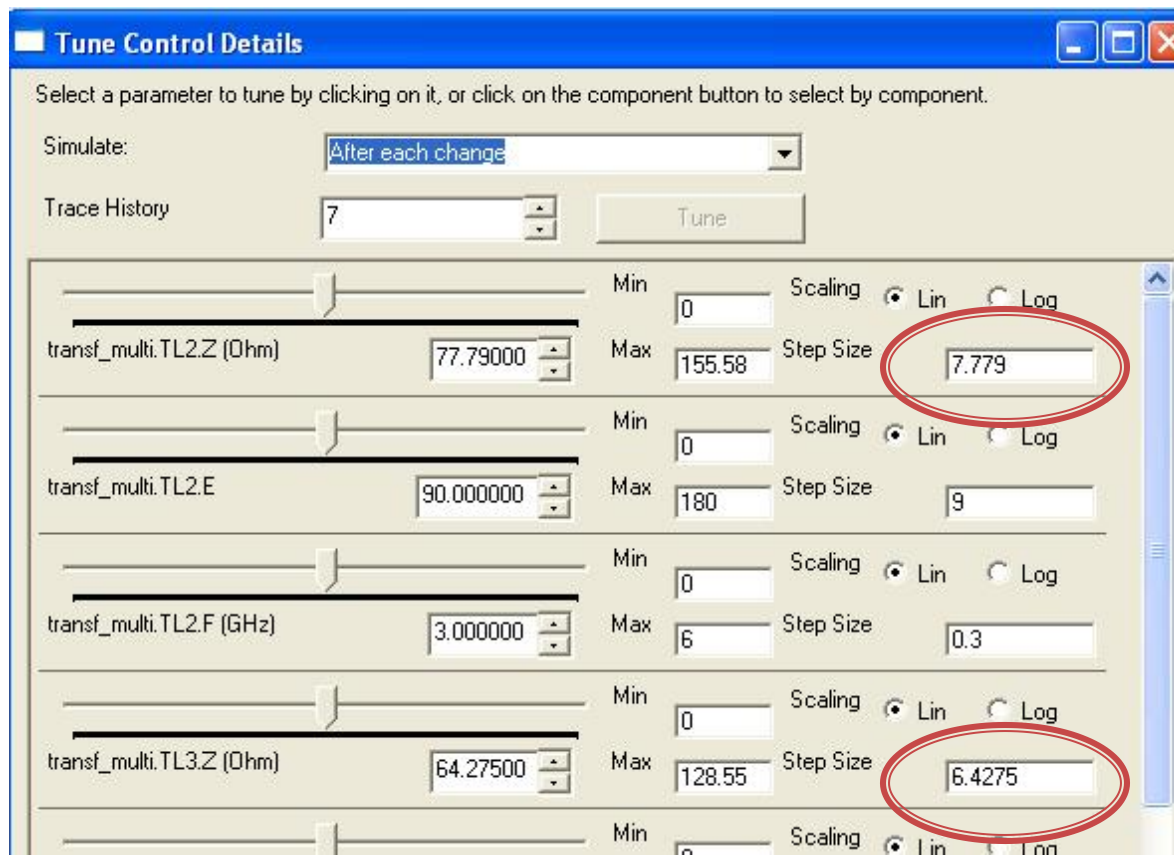 Tune Control Details
Select a parameter to tune by clicking on it, or click on the component button to select by component.
Simulate: After each change
Trace History 7 Tune
Min 0 Scaling Lin Log
transf_multi.TL2.Z (Ohm) 77.79000 Max 155.58 Step Size 7.779
Min 0 Scaling Lin Log
transf_multi.TL2.E 90.000000 Max 180 Step Size 9
Min 0 Scaling Lin Log
transf_multi.TL2.F (GHz) 3.000000 Max 6 Step Size 0.3
Min 0 Scaling Lin Log
transf_multi.TL3.Z (Ohm) 64.27500 Max 128.55 Step Size 6.4275
Min Scaling Lin Log